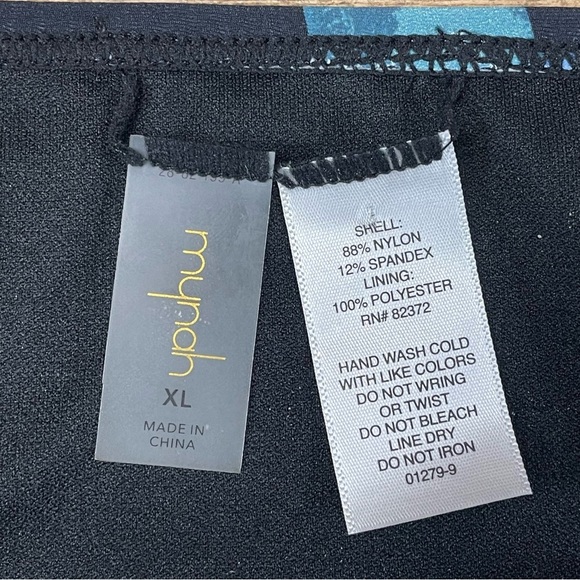 mynah
XL
MADE IN
CHINA
SHELL:
88% NYLON
12% SPANDEX
LINING:
100% POLYESTER
RN# 82372
HAND WASH COLD
WITH LIKE COLORS
DO NOT WRING
OR TWIST
DO NOT BLEACH
LINE DRY
DO NOT IRON
01279-9